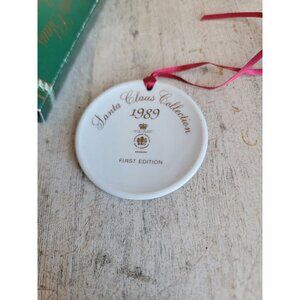 Santa Claus Collection
1989
FIRST EDITION